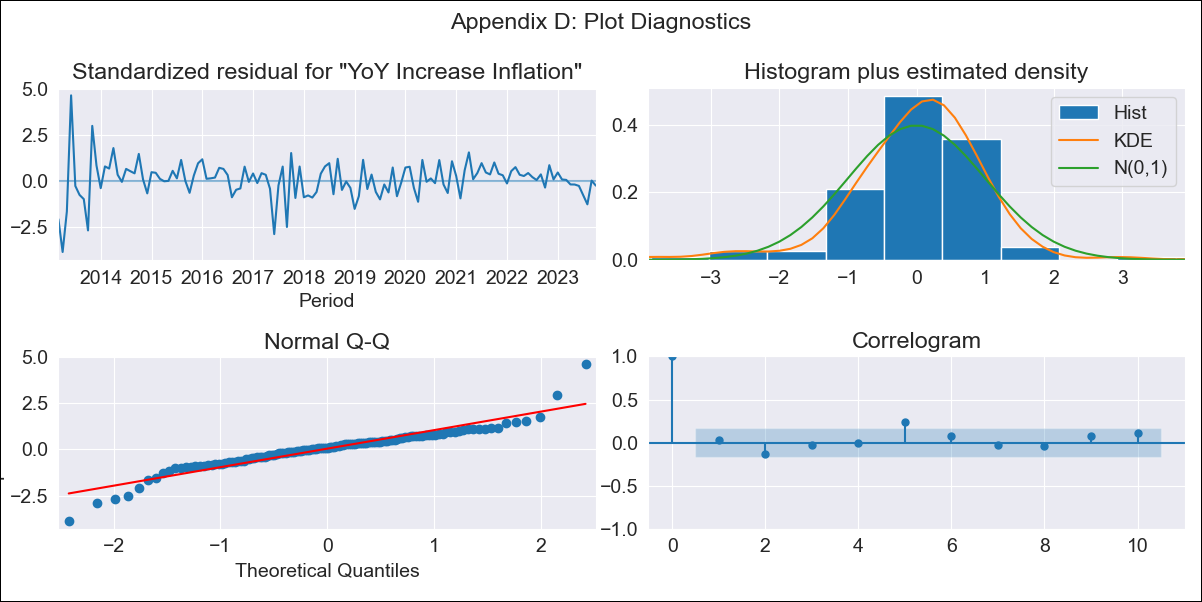 Appendix D: Plot Diagnostics
Standardized residual for "YoY Increase Inflation"
5.0
2.5
0.0
−2.5
2014 2015 2016 2017 2018 2019 2020 2021 2022 2023
Period
Histogram plus estimated density
0.4
0.2
0.0
−3 −2 −1 0 1 2 3
Hist
KDE
N(0,1)
Normal Q-Q
5.0
2.5
0.0
−2.5
−2 −1 0 1 2
Theoretical Quantiles
Correlogram
1.0
0.5
0.0
−0.5
−1.0
0 2 4 6 8 10